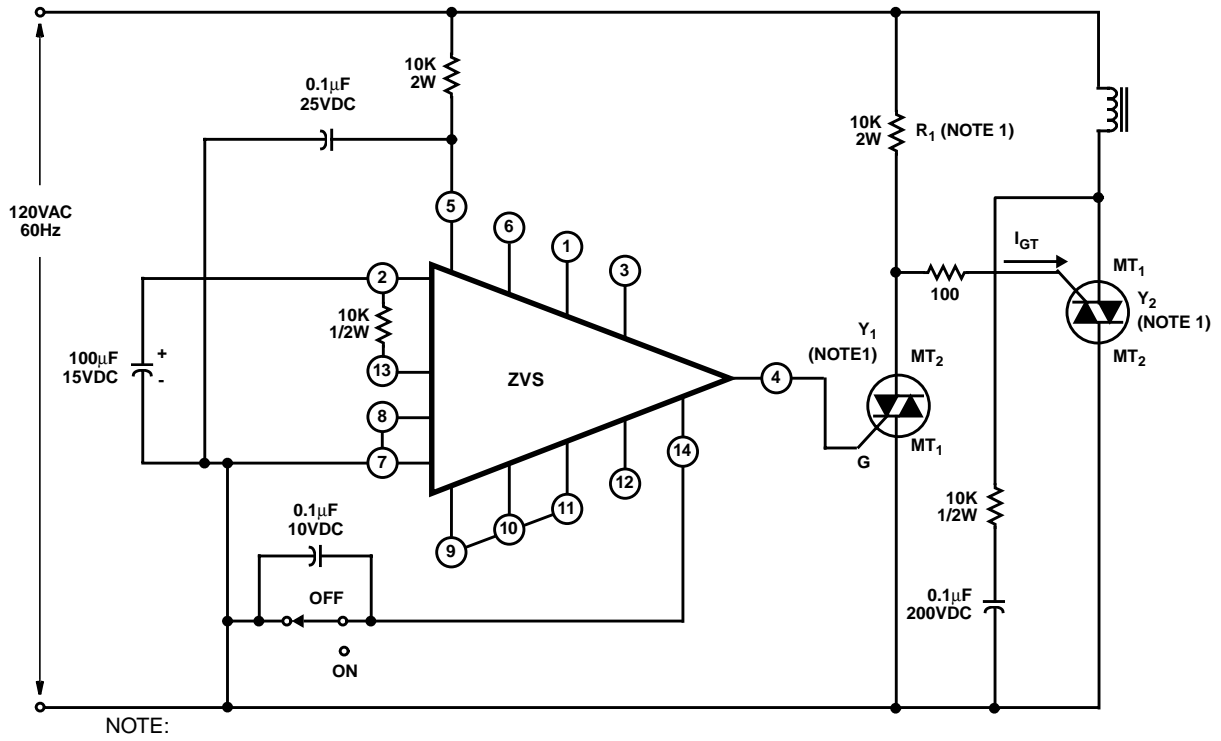 120VAC
60Hz
0.1μF
25VDC
10K
2W
5
6
1
3
2
10K
1/2W
13
100μF
15VDC
+
-
8
7
ZVS
4
14
12
11
10
9
0.1μF
10VDC
OFF
ON
10K
2W
R1 (NOTE 1)
100
IGT
Y1
(NOTE1)
MT2
MT1
G
MT1
Y2
(NOTE 1)
MT2
10K
1/2W
0.1μF
200VDC
NOTE: